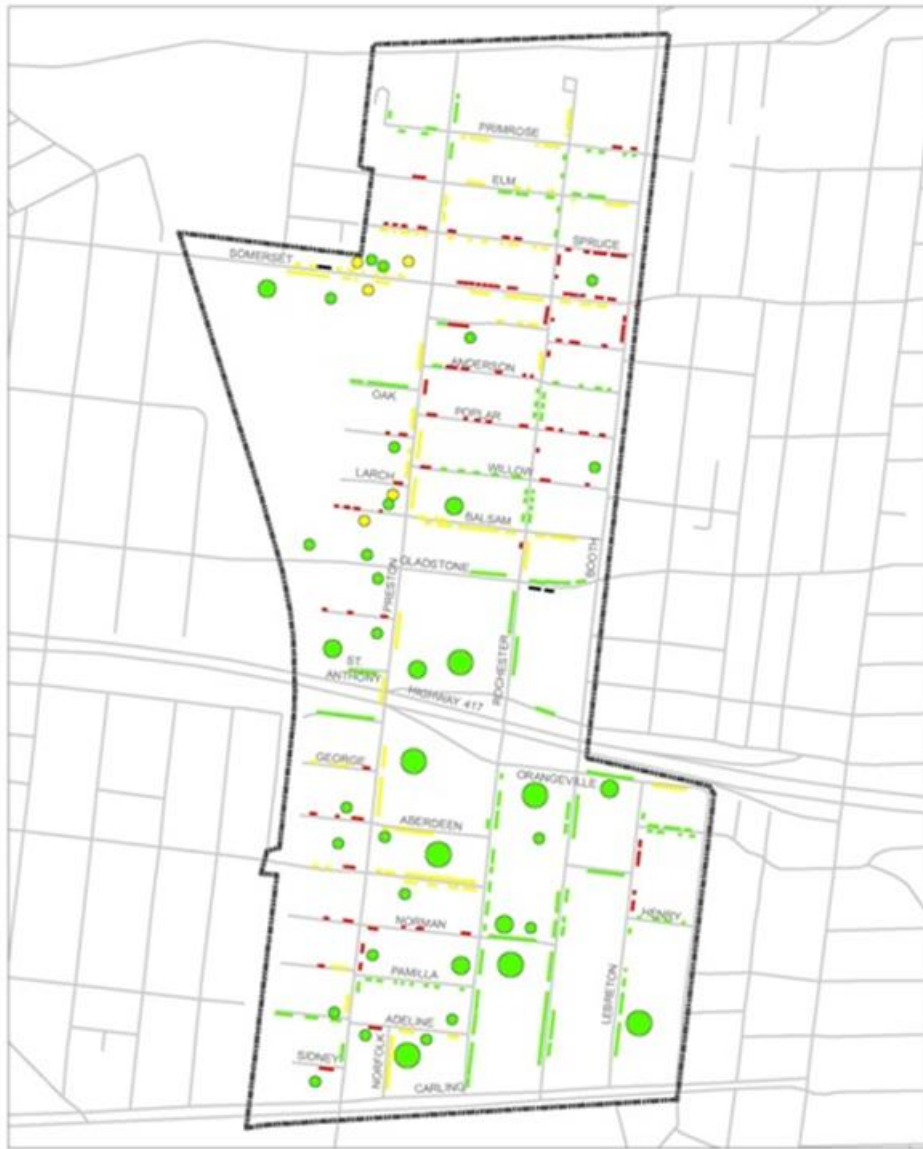 PRIMROSE
ELM
SPRUCE
SOMERSET
ANDERSON
OAK
POPLAR
WILLOW
LARCH
BALSAM
BOOTH
GLADSTONE
PRESTON
ROCHESTER
ST.
ANTHONY
HIGHWAY 417
GEORGE
ORANGEVILLE
ABERDEEN
HENRY
NORMAN
LEBRETON
PAMILLA
ADELINE
SIDNEY
NORFOLK
CARLING